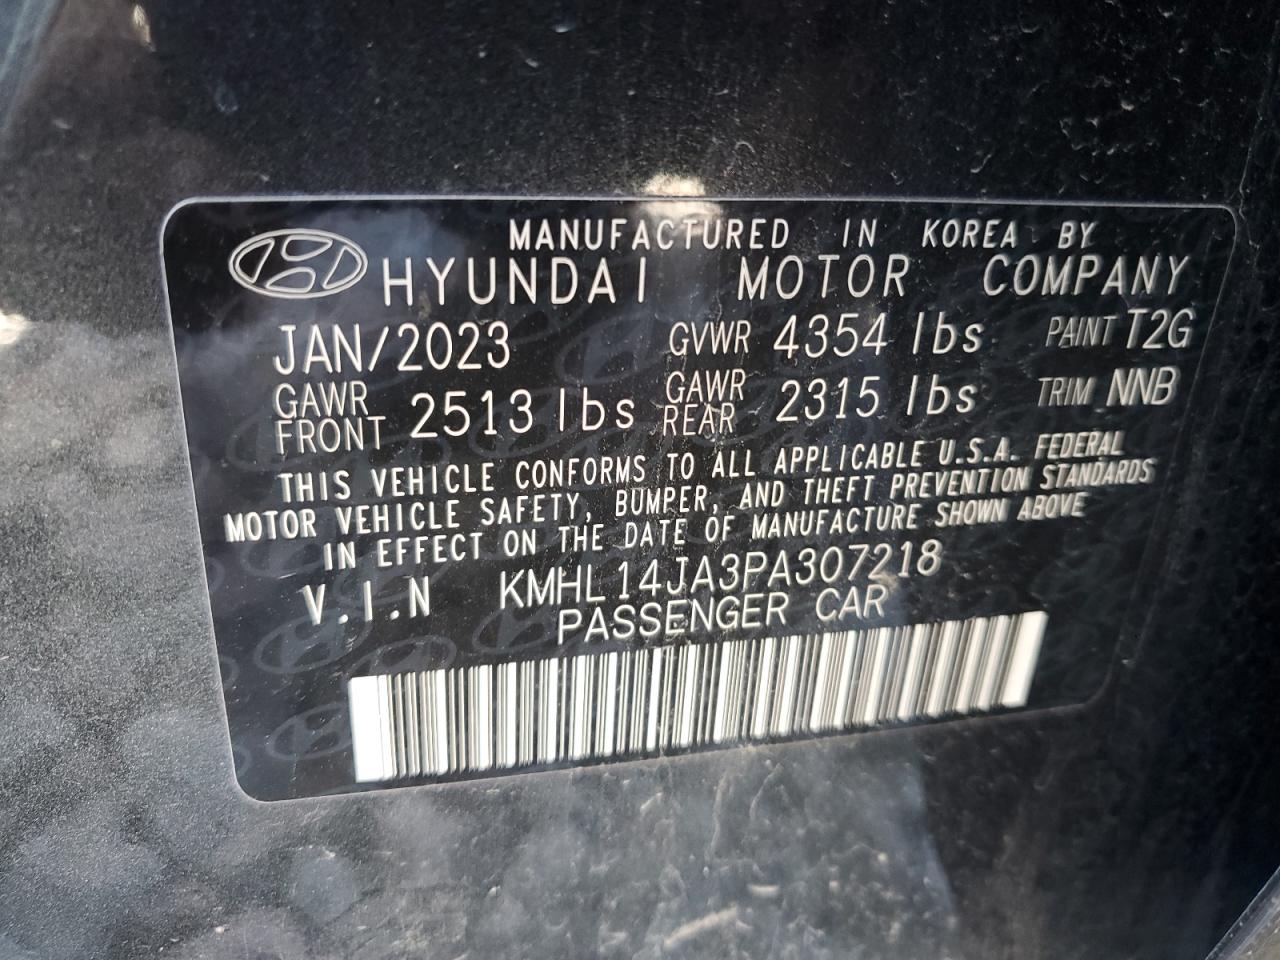 MANUFACTURED IN KOREA BY
HYUNDAI MOTOR COMPANY
JAN/2023 GVWR 4354 lbs PAINT T2G
GAWR FRONT 2513 lbs GAWR REAR 2315 lbs TRIM NNB
THIS VEHICLE CONFORMS TO ALL APPLICABLE U.S.A. FEDERAL
MOTOR VEHICLE SAFETY, BUMPER, AND THEFT PREVENTION STANDARDS
IN EFFECT ON THE DATE OF MANUFACTURE SHOWN ABOVE
V.I.N KMHL14JA3PA307218
PASSENGER CAR